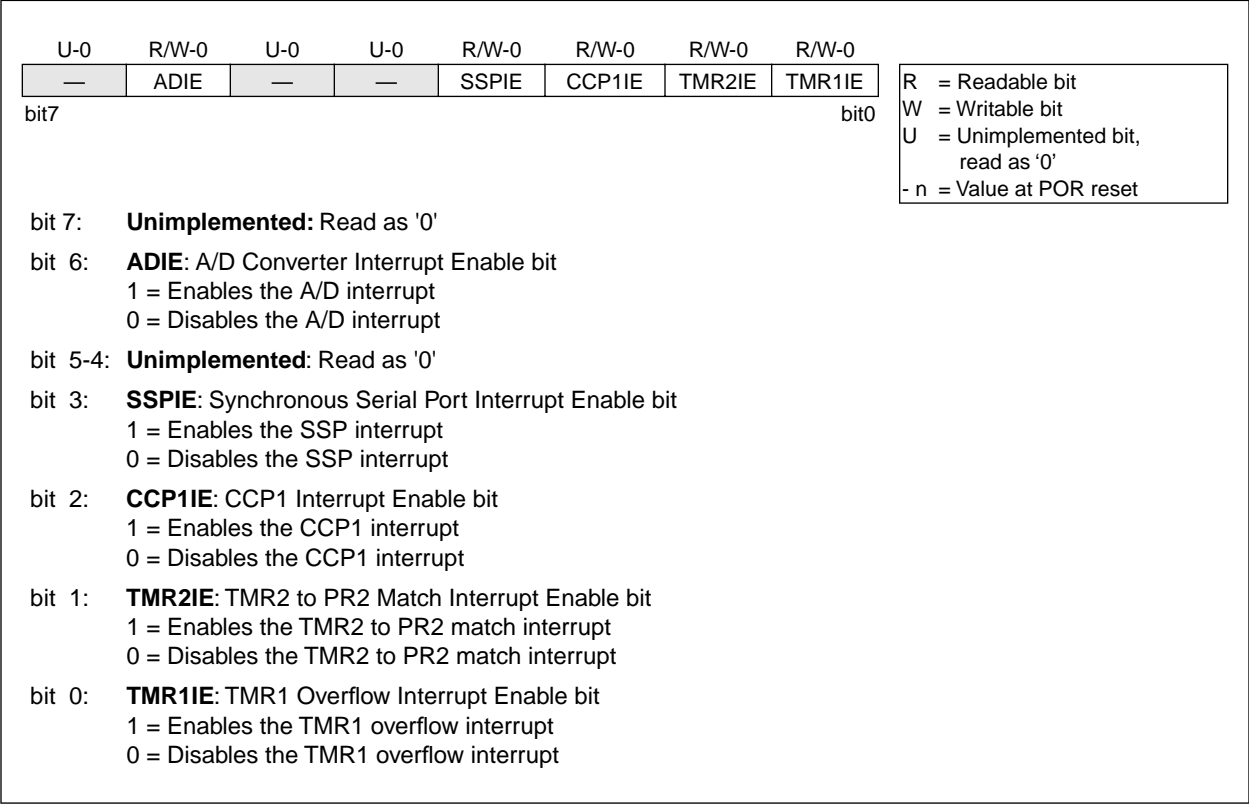 U-0 R/W-0 U-0 U-0 R/W-0 R/W-0 R/W-0 R/W-0
— ADIE — — SSPIE CCP1IE TMR2IE TMR1IE
bit7 bit0
R = Readable bit
W = Writable bit
U = Unimplemented bit,
read as ‘0’
- n = Value at POR reset
bit 7: Unimplemented: Read as '0'
bit 6: ADIE: A/D Converter Interrupt Enable bit
1 = Enables the A/D interrupt
0 = Disables the A/D interrupt
bit 5-4: Unimplemented: Read as '0'
bit 3: SSPIE: Synchronous Serial Port Interrupt Enable bit
1 = Enables the SSP interrupt
0 = Disables the SSP interrupt
bit 2: CCP1IE: CCP1 Interrupt Enable bit
1 = Enables the CCP1 interrupt
0 = Disables the CCP1 interrupt
bit 1: TMR2IE: TMR2 to PR2 Match Interrupt Enable bit
1 = Enables the TMR2 to PR2 match interrupt
0 = Disables the TMR2 to PR2 match interrupt
bit 0: TMR1IE: TMR1 Overflow Interrupt Enable bit
1 = Enables the TMR1 overflow interrupt
0 = Disables the TMR1 overflow interrupt